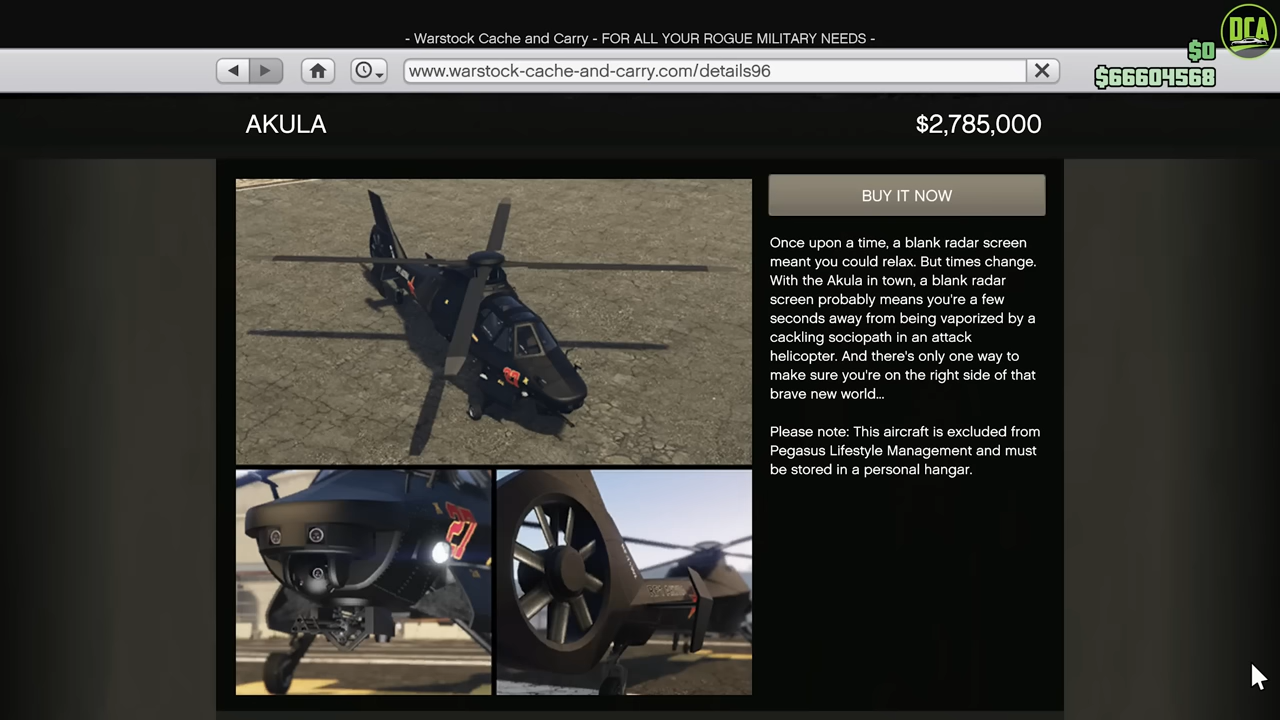 - Warstock Cache and Carry - FOR ALL YOUR ROGUE MILITARY NEEDS -
DCA
$0
www.warstock-cache-and-carry.com/details96
$66604568
AKULA
$2,785,000
BUY IT NOW
Once upon a time, a blank radar screen
meant you could relax. But times change.
With the Akula in town, a blank radar
screen probably means you're a few
seconds away from being vaporized by a
cackling sociopath in an attack
helicopter. And there's only one way to
make sure you're on the right side of that
brave new world...
Please note: This aircraft is excluded from
Pegasus Lifestyle Management and must
be stored in a personal hangar.
27
27